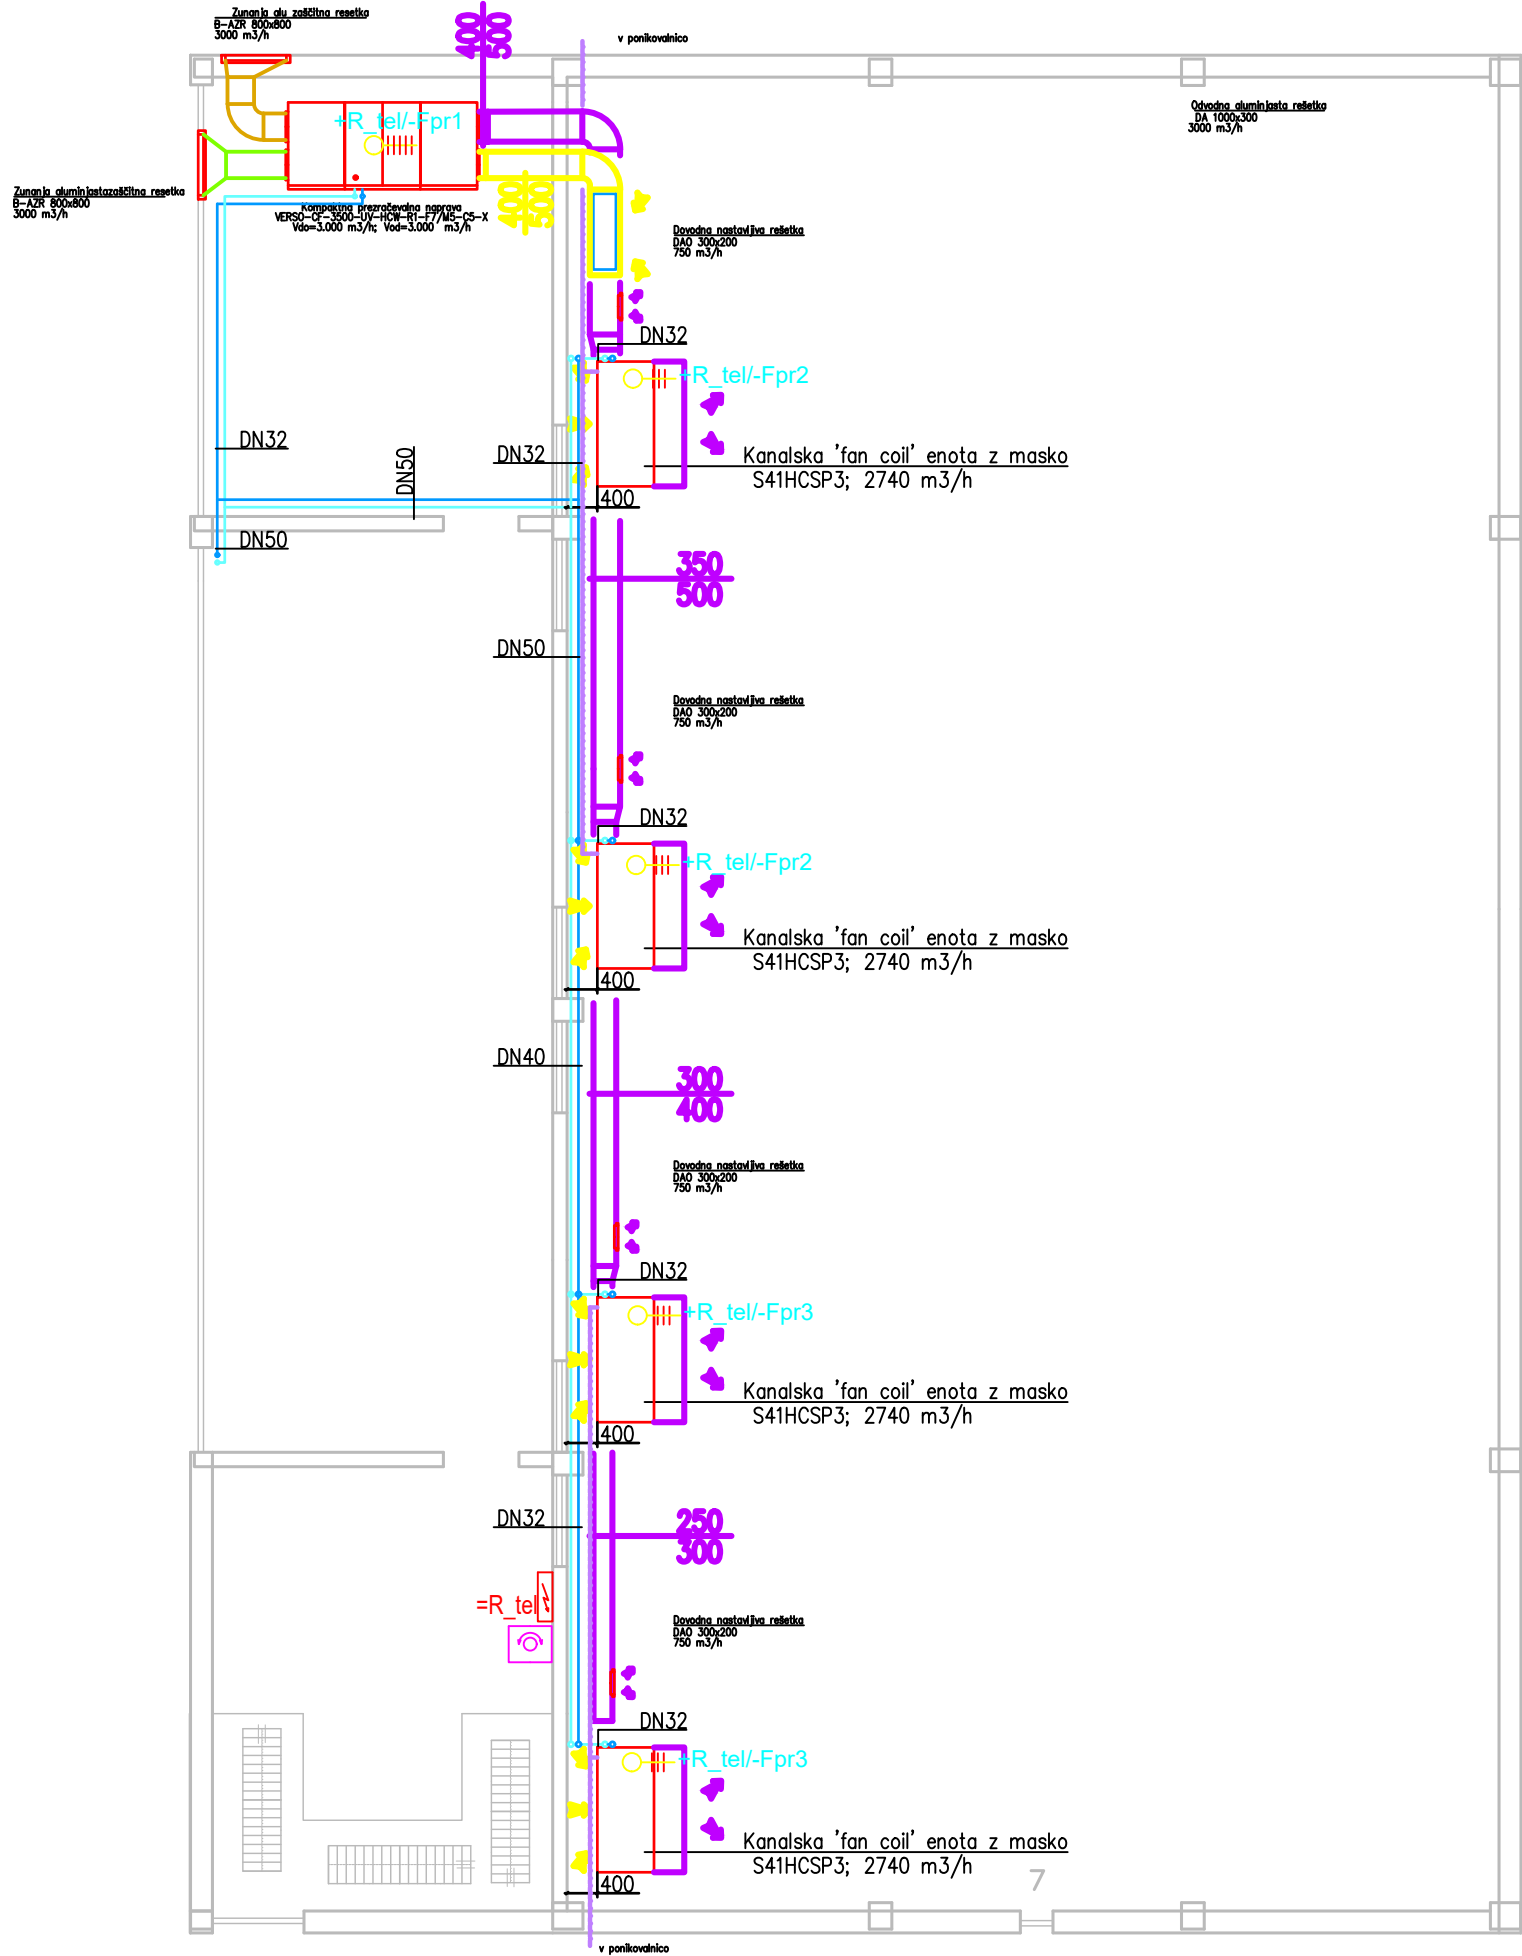 Zunanja alu zaščitna resetka
B-AZR 800x800
3000 m3/h
400
500
v ponikovalnico
Odvodna aluminjasta rešetka
DA 1000x300
3000 m3/h
+R_tel/-Fpr1
Zunanja aluminjastazaščitna resetka
B-AZR 800x800
3000 m3/h
Kompaktna prezračevalna naprava
VERSO-CF-3500-UV-HCW-R1-F7/M5-C5-X
Vdo=3.000 m3/h; Vod=3.000 m3/h
400
500
Dovodna nastavljiva rešetka
DAO 300x200
750 m3/h
DN32
+R_tel/-Fpr2
DN32
DN50
DN32
Kanalska 'fan coil' enota z masko
S41HCSP3; 2740 m3/h
400
DN50
350
500
DN50
Dovodna nastavljiva rešetka
DAO 300x200
750 m3/h
DN32
+R_tel/-Fpr2
Kanalska 'fan coil' enota z masko
S41HCSP3; 2740 m3/h
400
DN40
300
400
Dovodna nastavljiva rešetka
DAO 300x200
750 m3/h
DN32
+R_tel/-Fpr3
Kanalska 'fan coil' enota z masko
S41HCSP3; 2740 m3/h
400
DN32
250
300
=R_tel
Dovodna nastavljiva rešetka
DAO 300x200
750 m3/h
DN32
+R_tel/-Fpr3
Kanalska 'fan coil' enota z masko
S41HCSP3; 2740 m3/h
400
7
v ponikovalnico